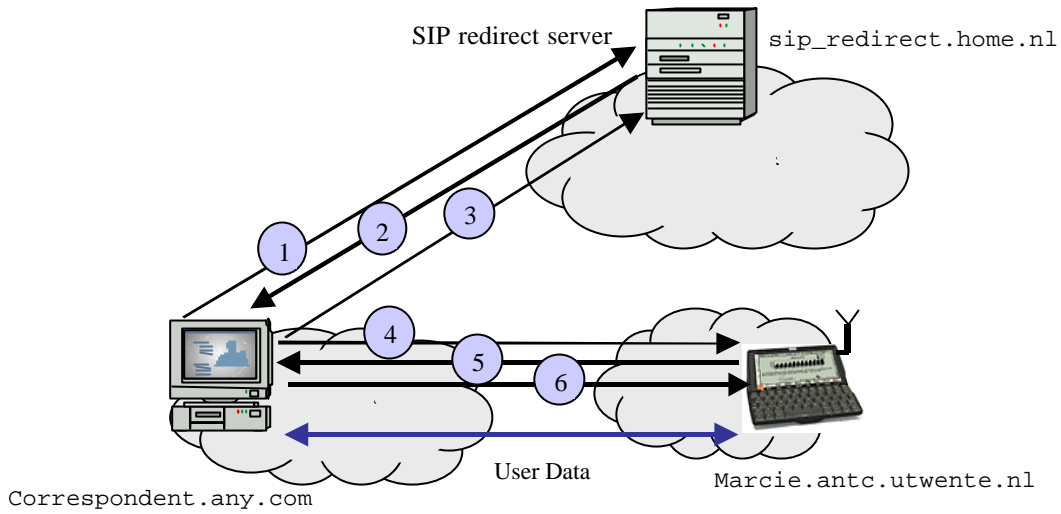 SIP redirect server
sip_redirect.home.nl
1
2
3
4
5
6
User Data
Correspondent.any.com
Marcie.antc.utwente.nl